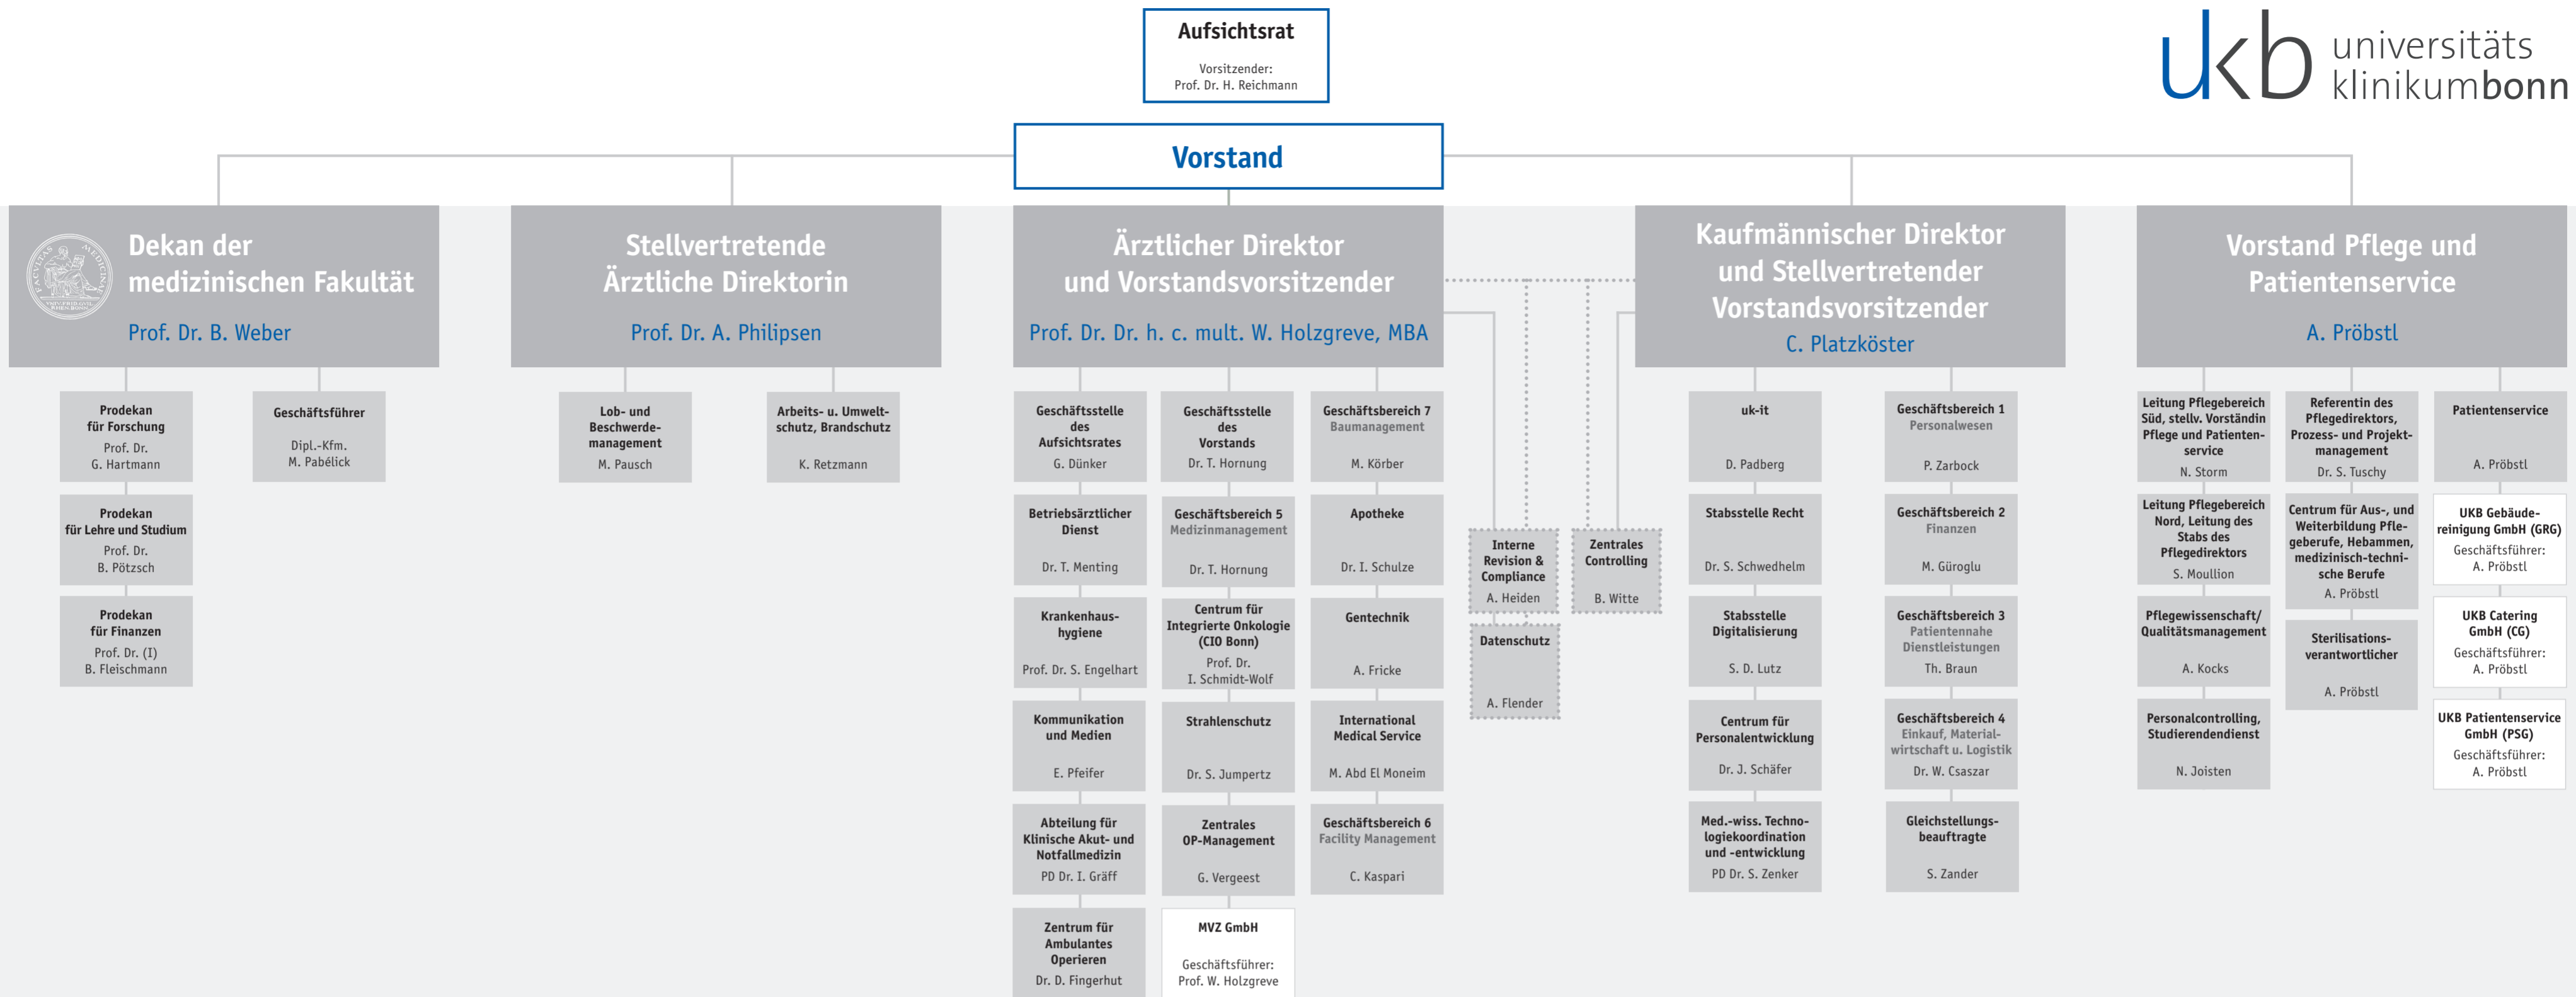 Aufsichtsrat
Vorsitzender:
Prof. Dr. H. Reichmann
ukb
universitäts
klinikumbonn
Vorstand
Dekan der
medizinischen Fakultät
Prof. Dr. B. Weber
Stellvertretende
Ärztliche Direktorin
Prof. Dr. A. Philipsen
Ärztlicher Direktor
und Vorstandsvorsitzender
Prof. Dr. Dr. h. c. mult. W. Holzgreve, MBA
Kaufmännischer Direktor
und Stellvertretender
Vorstandsvorsitzender
C. Platzköster
Vorstand Pflege und
Patientenservice
A. Pröbstl
Prodekan
für Forschung
Prof. Dr.
G. Hartmann
Prodekan
für Lehre und Studium
Prof. Dr.
B. Pötzsch
Prodekan
für Finanzen
Prof. Dr. (I)
B. Fleischmann
Geschäftsführer
Dipl.-Kfm.
M. Pabélick
Lob- und
Beschwerde-
management
M. Pausch
Arbeits- u. Umwelt-
schutz, Brandschutz
K. Retzmann
Geschäftsstelle
des
Aufsichtsrates
G. Dünker
Betriebsärztlicher
Dienst
Dr. T. Menting
Krankenhaus-
hygiene
Prof. Dr. S. Engelhart
Kommunikation
und Medien
E. Pfeifer
Abteilung für
Klinische Akut- und
Notfallmedizin
PD Dr. I. Gräff
Zentrum für
Ambulantes
Operieren
Dr. D. Fingerhut
Geschäftsstelle
des
Vorstands
Dr. T. Hornung
Geschäftsbereich 5
Medizinmanagement
Dr. T. Hornung
Centrum für
Integrierte Onkologie
(CIO Bonn)
Prof. Dr.
I. Schmidt-Wolf
Strahlenschutz
Dr. S. Jumpertz
Zentrales
OP-Management
G. Vergeest
MVZ GmbH
Geschäftsführer:
Prof. W. Holzgreve
Geschäftsbereich 7
Baumanagement
M. Körber
Apotheke
Dr. I. Schulze
Gentechnik
A. Fricke
International
Medical Service
M. Abd El Moneim
Geschäftsbereich 6
Facility Management
C. Kaspari
Interne
Revision &
Compliance
A. Heiden
Datenschutz
A. Flender
Zentrales
Controlling
B. Witte
uk-it
D. Padberg
Stabsstelle Recht
Dr. S. Schwedhelm
Stabsstelle
Digitalisierung
S. D. Lutz
Centrum für
Personalentwicklung
Dr. J. Schäfer
Med.-wiss. Techno-
logiekoordination
und -entwicklung
PD Dr. S. Zenker
Geschäftsbereich 1
Personalwesen
P. Zarbock
Geschäftsbereich 2
Finanzen
M. Güroglu
Geschäftsbereich 3
Patientennahe
Dienstleistungen
Th. Braun
Geschäftsbereich 4
Einkauf, Material-
wirtschaft u. Logistik
Dr. W. Csaszar
Gleichstellungs-
beauftragte
S. Zander
Leitung Pflegebereich
Süd, stellv. Vorständin
Pflege und Patienten-
service
N. Storm
Leitung Pflegebereich
Nord, Leitung des
Stabs des
Pflegedirektors
S. Moullion
Pflegewissenschaft/
Qualitätsmanagement
A. Kocks
Personalcontrolling,
Studierendendienst
N. Joisten
Referentin des
Pflegedirektors,
Prozess- und Projekt-
management
Dr. S. Tuschy
Centrum für Aus-, und
Weiterbildung Pfle-
geberufe, Hebammen,
medizinisch-techni-
sche Berufe
A. Pröbstl
Sterilisations-
verantwortlicher
A. Pröbstl
Patientenservice
A. Pröbstl
UKB Gebäude-
reinigung GmbH (GRG)
Geschäftsführer:
A. Pröbstl
UKB Catering
GmbH (CG)
Geschäftsführer:
A. Pröbstl
UKB Patientenservice
GmbH (PSG)
Geschäftsführer:
A. Pröbstl